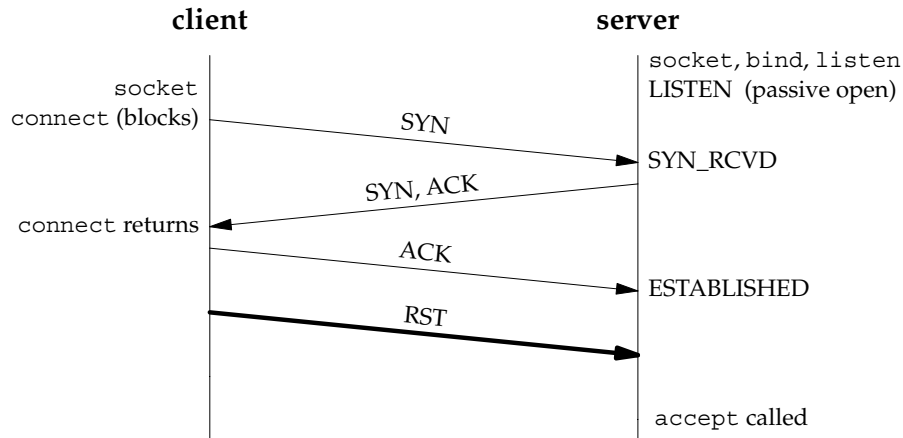 client
server
socket, bind, listen
LISTEN (passive open)
socket
connect (blocks)
SYN
SYN_RCVD
SYN, ACK
connect returns
ACK
ESTABLISHED
RST
accept called